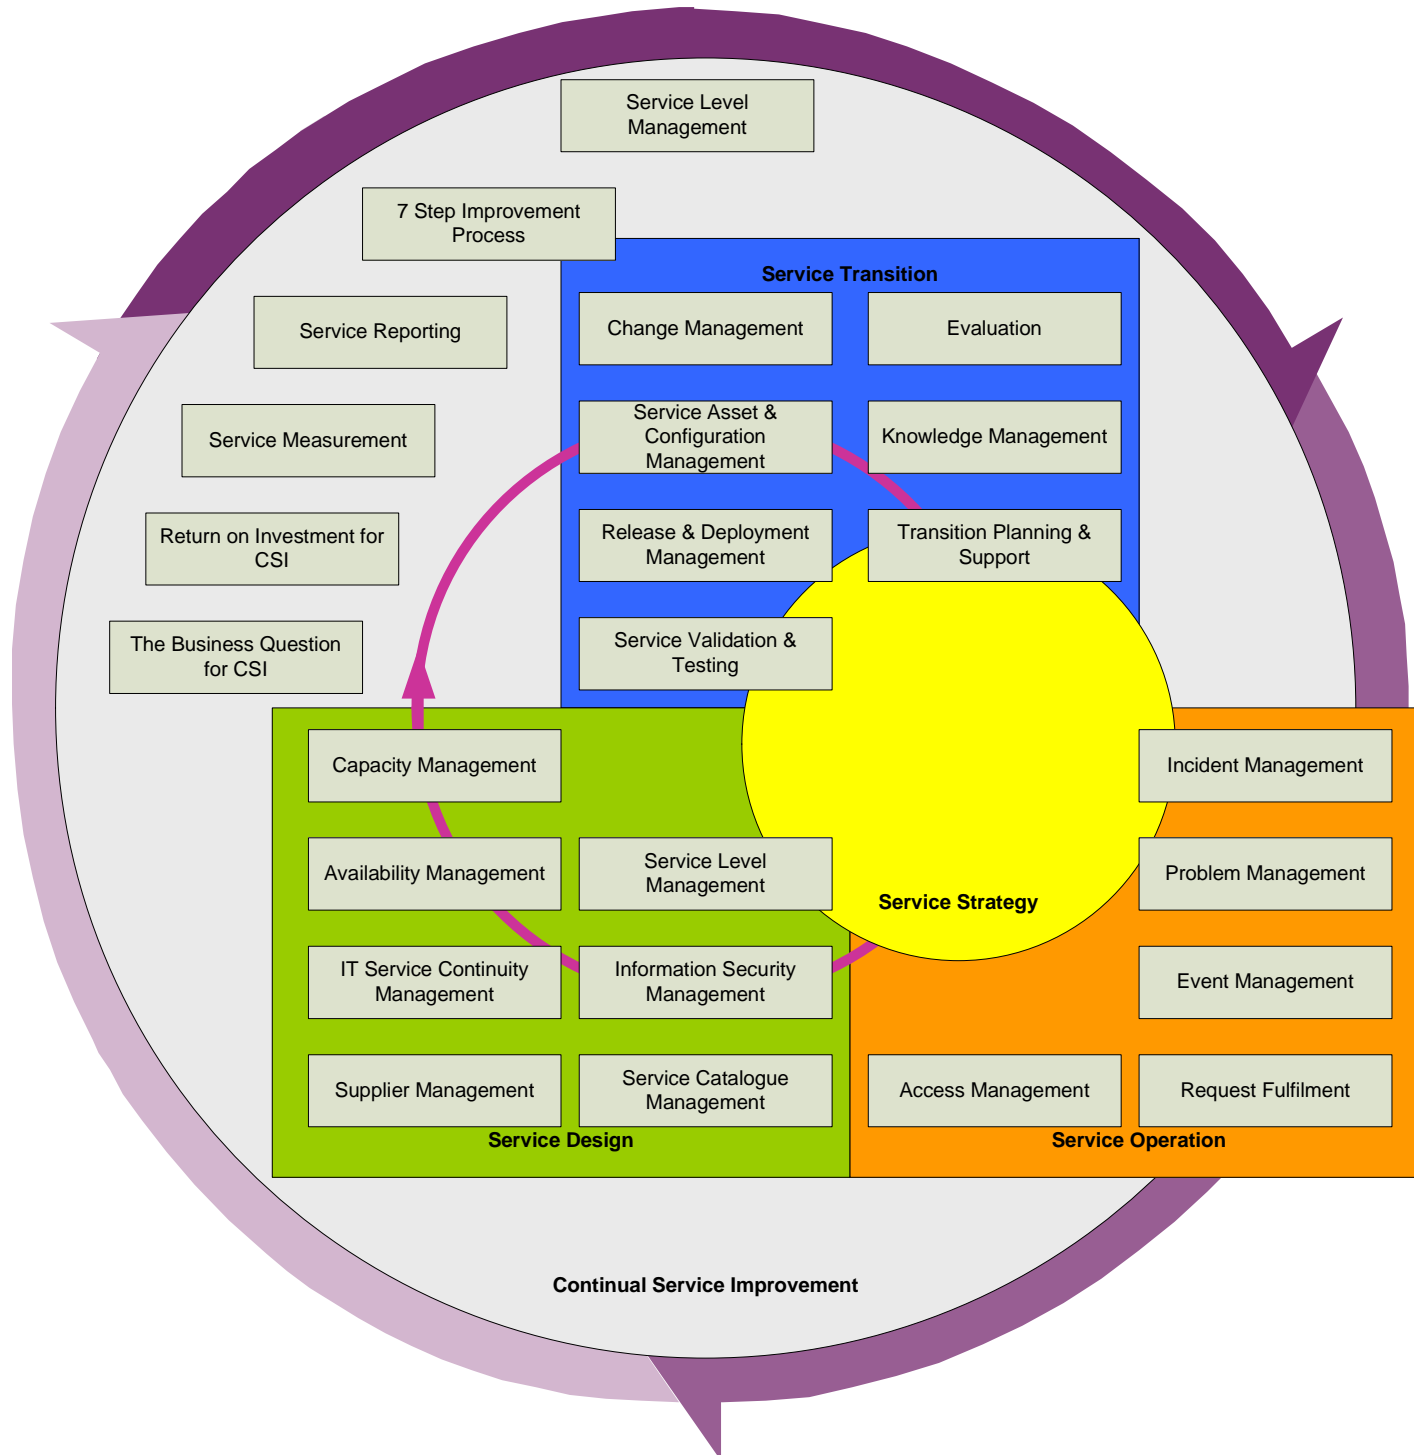 Service Level
Management
7 Step Improvement
Process
Service Transition
Service Reporting
Change Management
Evaluation
Service Measurement
Service Asset &
Configuration
Management
Knowledge Management
Return on Investment for
CSI
Release & Deployment
Management
Transition Planning &
Support
The Business Question
for CSI
Service Validation &
Testing
Capacity Management
Incident Management
Availability Management
Service Level
Management
Problem Management
Service Strategy
IT Service Continuity
Management
Information Security
Management
Event Management
Supplier Management
Service Catalogue
Management
Access Management
Request Fulfilment
Service Design
Service Operation
Continual Service Improvement